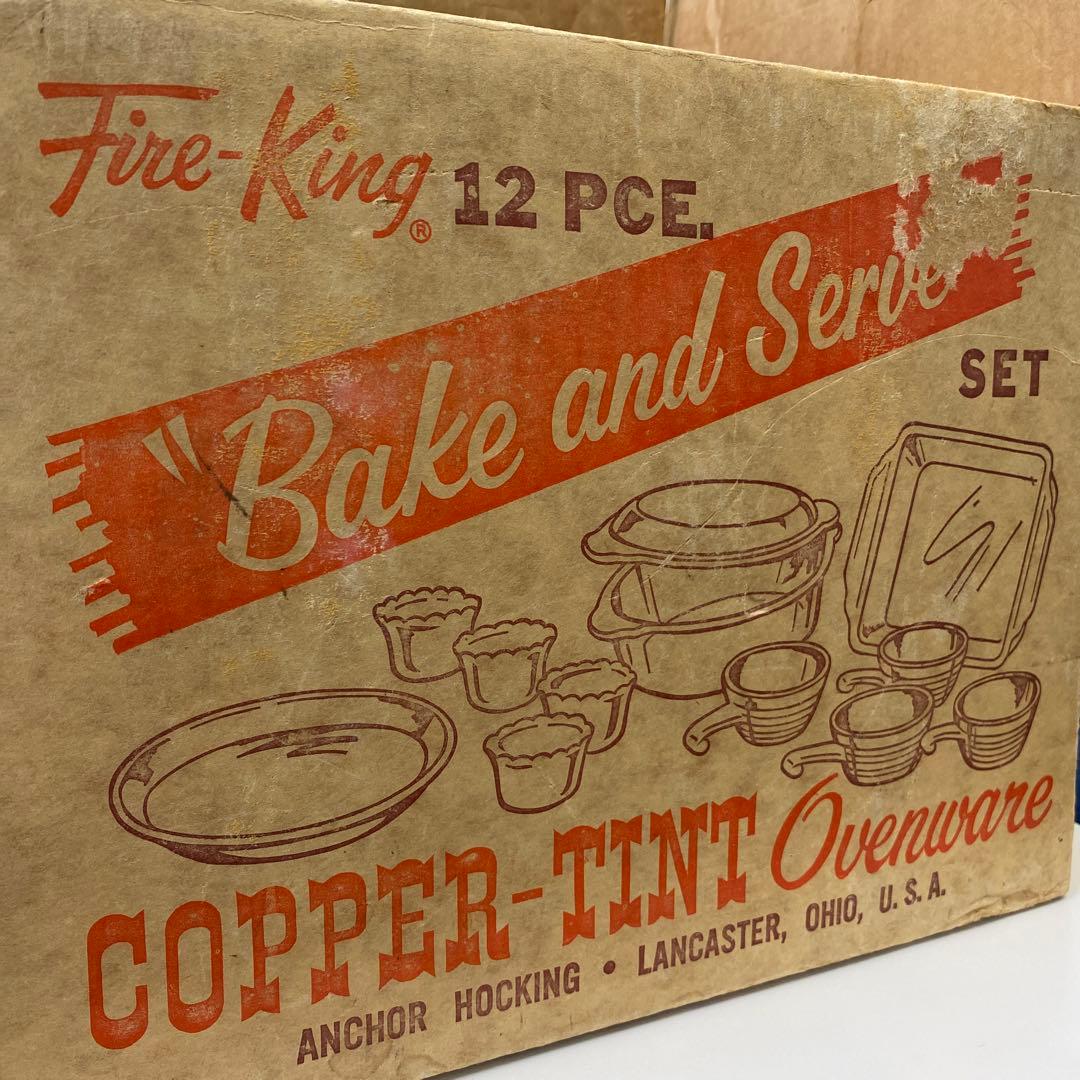 Fire-King® 12 PCE.
"Bake and Serve
SET
COPPER-TINT Ovenware
ANCHOR HOCKING • LANCASTER, OHIO, U.S.A.